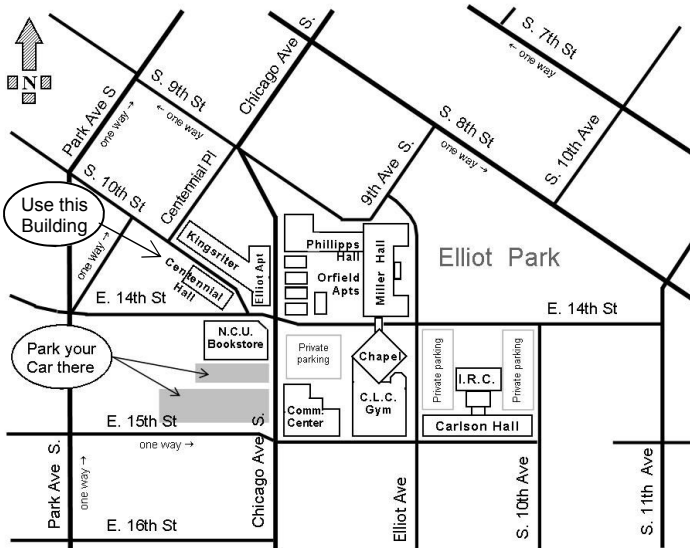 S. 7th St
← one way
Chicago Ave S.
N
S. 9th St
← one way
Park Ave S
one way →
S. 8th St
one way →
S. 10th Ave
S. 10th St
Centennial Pl
9th Ave S.
Use this
Building
one way →
Kingsriter
Centennial
Hall
Elliot Apt
Phillipps
Hall
Orfield
Apts
Miller Hall
Elliot Park
E. 14th St
E. 14th St
N.C.U.
Bookstore
Park your
Car there
Private
parking
Chapel
Private parking
I.R.C.
Private parking
Comm.
Center
C.L.C.
Gym
Carlson Hall
E. 15th St
one way →
Park Ave S.
one way →
Chicago Ave S.
Elliot Ave
S. 10th Ave
S. 11th Ave
E. 16th St